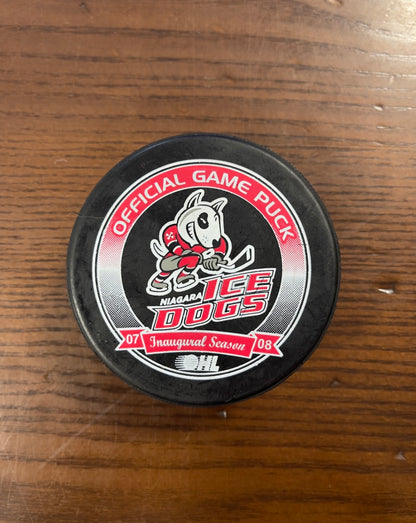 OFFICIAL GAME PUCK
NIAGARA ICE
DOGS
07 Inaugural Season 08
OHL